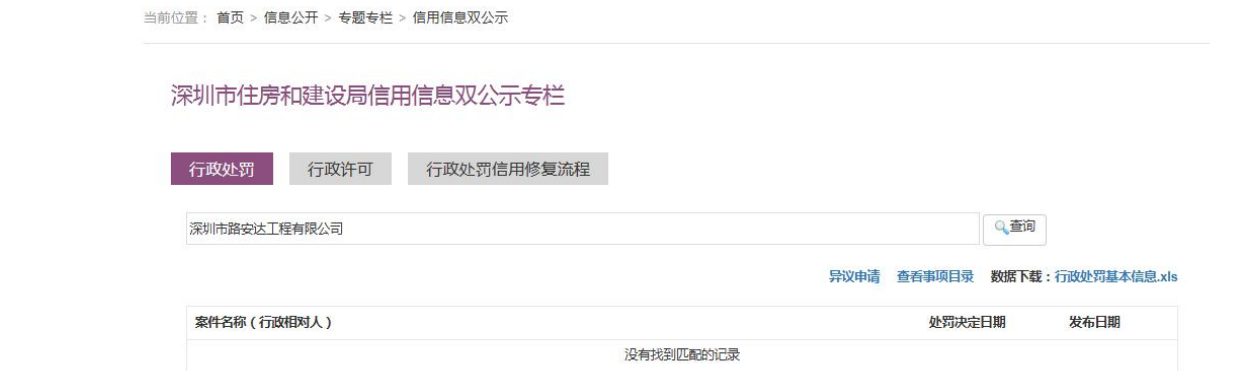 当前位置： 首页 > 信息公开 > 专题专栏 > 信用信息双公示
深圳市住房和建设局信用信息双公示专栏
行政处罚 行政许可 行政处罚信用修复流程
深圳市路安达工程有限公司 查询
异议申请 查看事项目录 数据下载：行政处罚基本信息.xls
案件名称（行政相对人） 处罚决定日期 发布日期
没有找到匹配的记录